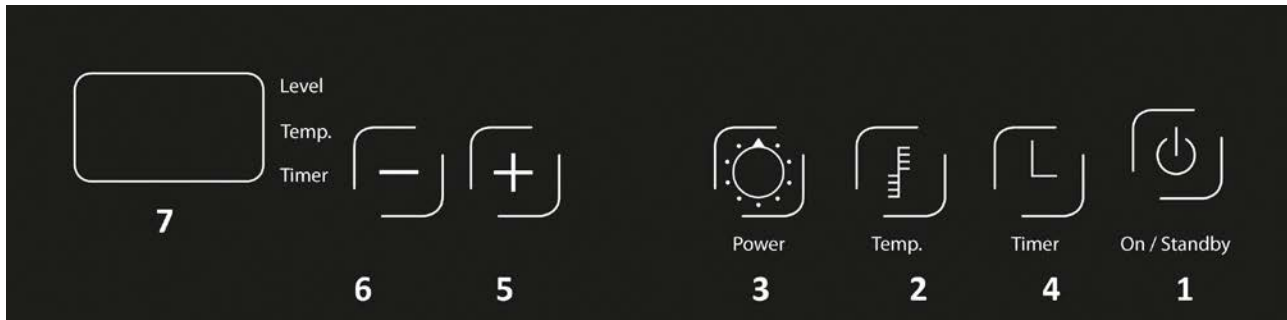 Level
Temp.
Timer
7
6
5
Power
Temp.
Timer
On / Standby
3
2
4
1